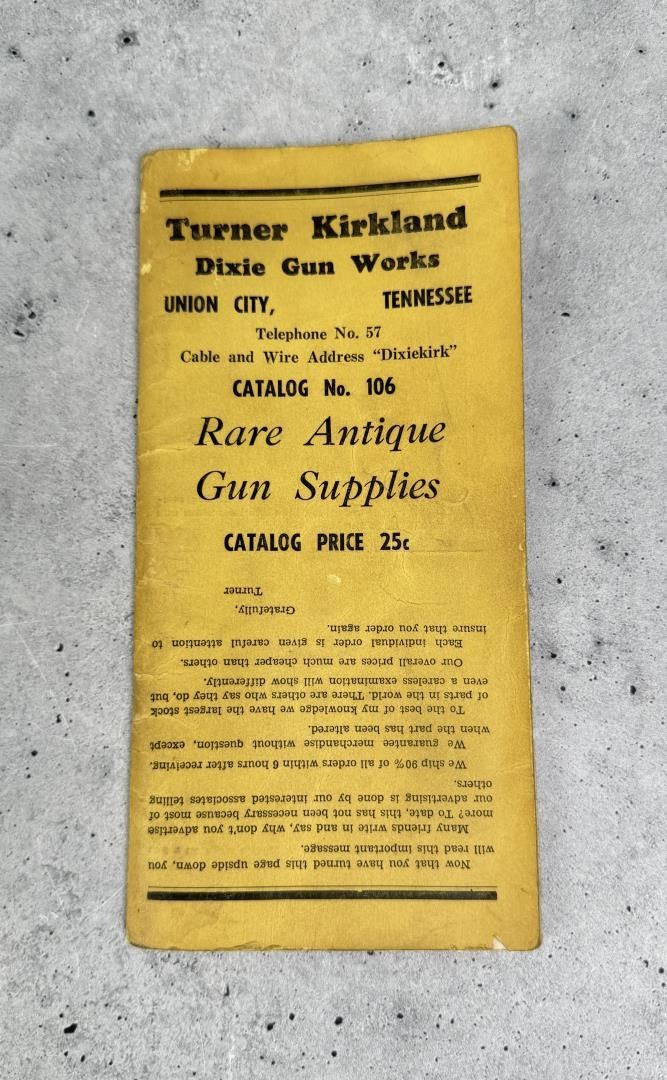 Turner Kirkland
Dixie Gun Works
UNION CITY, TENNESSEE
Telephone No. 57
Cable and Wire Address "Dixiekirk"
CATALOG No. 106
Rare Antique
Gun Supplies
CATALOG PRICE 25c
Now that you have turned this page upside down, you
will read this important message.
Many friends write in and say, why don't you advertise
more? To date, this has not been necessary because most of
our advertising is done by our interested associates telling
others.
We ship 90% of all orders within 6 hours after receiving.
We guarantee merchandise without question, except
when the part has been altered.
To the best of my knowledge we have the largest stock
of parts in the world. There are others who say they do, but
even a careless examination will show differently.
Our overall prices are much cheaper than others.
Each individual order is given careful attention to
insure that you order again.
Gratefully,
Turner